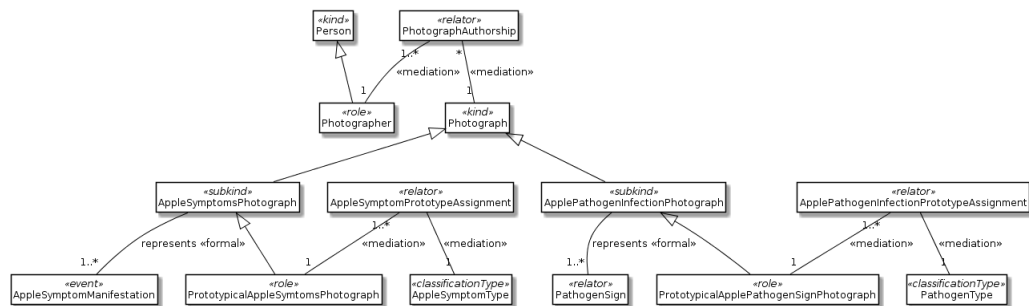 «kind»
Person
«relator»
PhotographAuthorship
1..*
*
«mediation»
«mediation»
1
1
«role»
Photographer
«kind»
Photograph
«subkind»
AppleSymptomsPhotograph
«relator»
AppleSymptomPrototypeAssignment
«subkind»
ApplePathogenInfectionPhotograph
«relator»
ApplePathogenInfectionPrototypeAssignment
1..*
1..*
represents «formal»
«mediation»
«mediation»
represents «formal»
«mediation»
«mediation»
1..*
1
1
1..*
1
1
«event»
AppleSymptomManifestation
«role»
PrototypicalAppleSymtomsPhotograph
«classificationType»
AppleSymptomType
«relator»
PathogenSign
«role»
PrototypicalApplePathogenSignPhotograph
«classificationType»
PathogenType